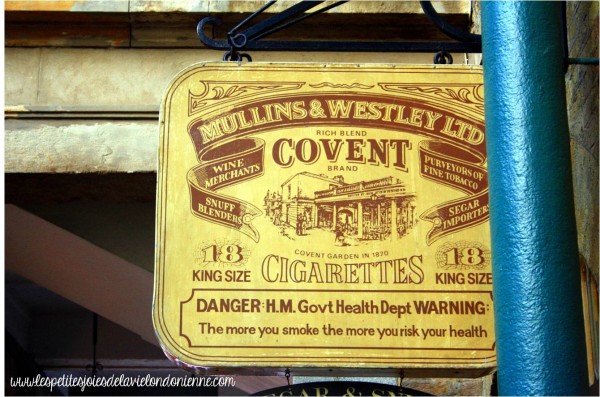 MULLINS & WESTLEY LTD
RICH BLEND
COVENT
BRAND
WINE
MERCHANTS
SNUFF
BLENDERS
PURVEYORS OF
FINE TOBACCO
SEGAR
IMPORTERS
COVENT GARDEN IN 1870
CIGARETTES
18
KING SIZE
18
KING SIZE
DANGER: H.M. Govt Health Dept WARNING:
The more you smoke the more you risk your health
www.lespetitesjoiesdelavielondonienne.com